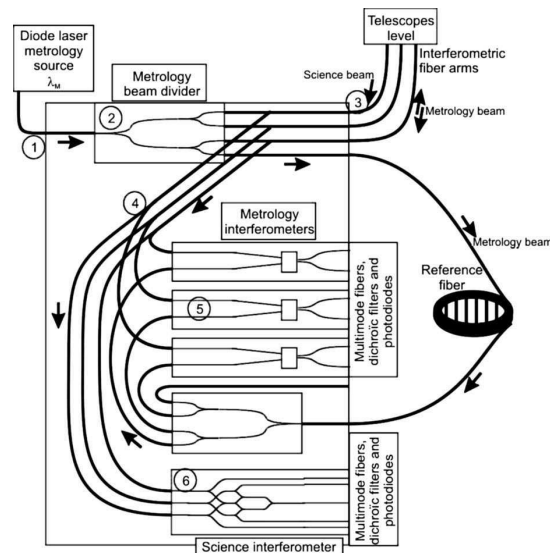 Diode laser
metrology
source
λM
Metrology
beam divider
Telescopes
level
Interferometric
fiber arms
Science beam
Metrology beam
1
2
3
4
Metrology
interferometers
Metrology beam
Reference
fiber
5
Multimode fibers,
dichroic filters and
photodiodes
6
Multimode fibers,
dichroic filters and
photodiodes
Science interferometer